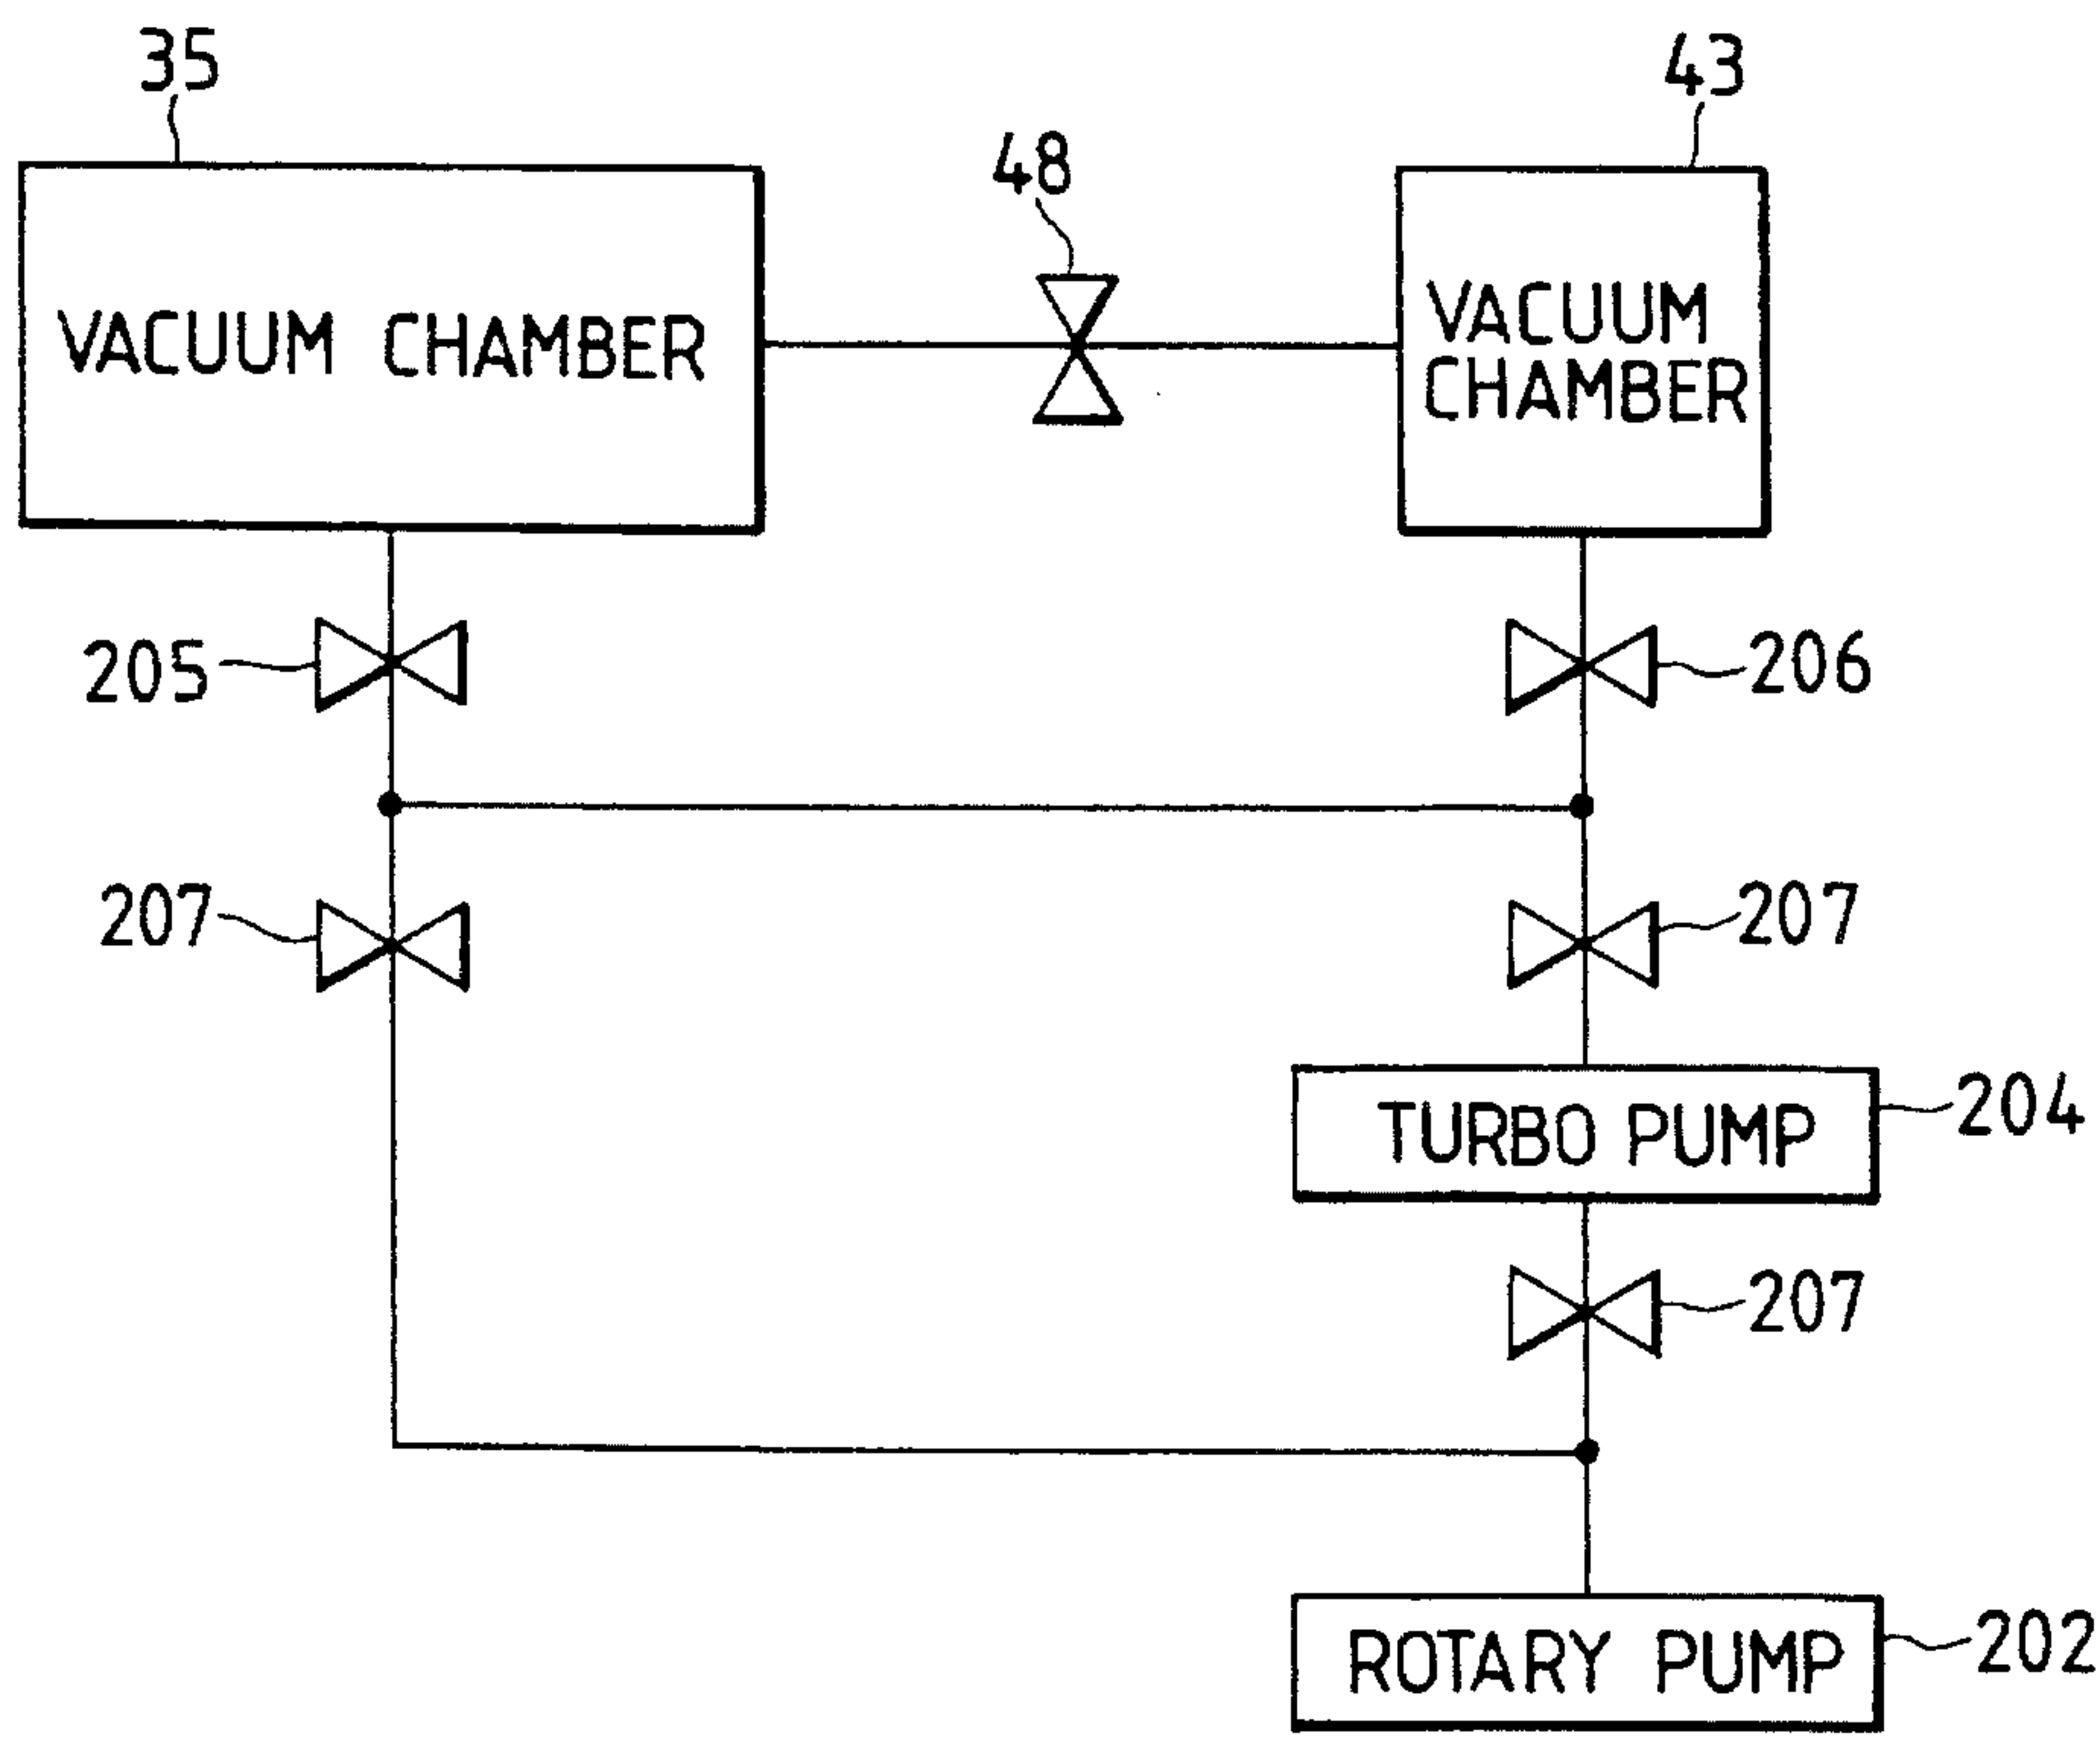 35
43
48
VACUUM CHAMBER
VACUUM
CHAMBER
205
206
207
207
TURBO PUMP
204
207
ROTARY PUMP
202